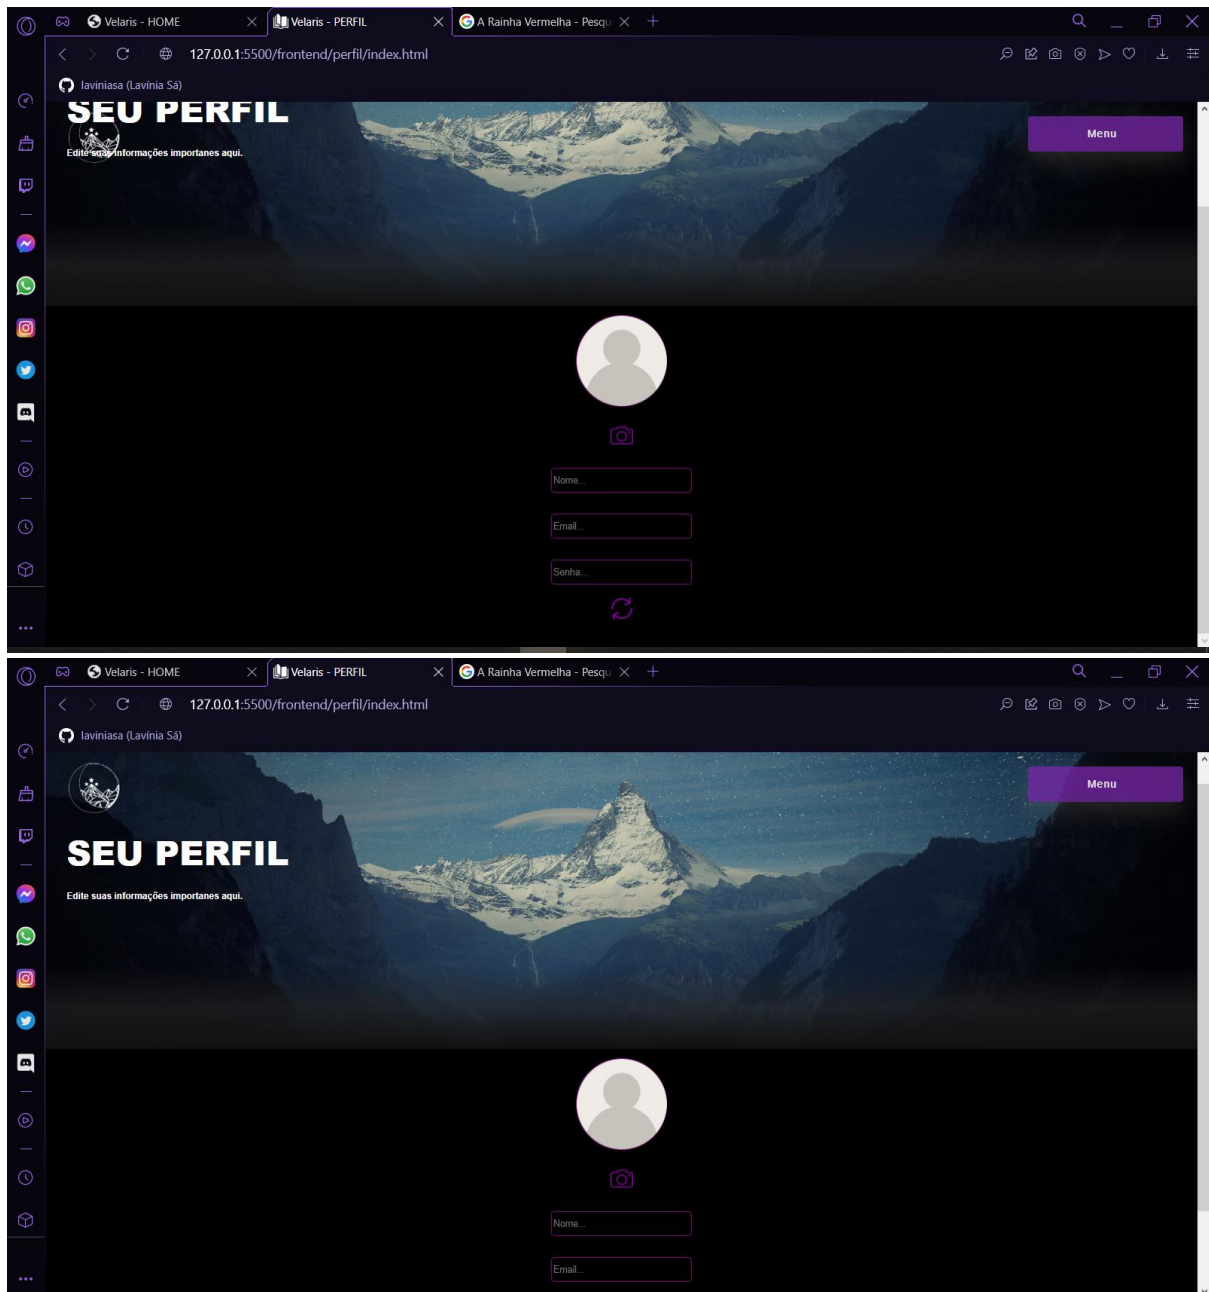 Velaris - HOME
Velaris - PERFIL
A Rainha Vermelha - Pesqu
127.0.0.1:5500/frontend/perfil/index.html
laviniasa (Lavínia Sá)
SEU PERFIL
Menu
Edite suas informações importanes aqui.
Nome...
Email...
Senha...
Velaris - HOME
Velaris - PERFIL
A Rainha Vermelha - Pesqu
127.0.0.1:5500/frontend/perfil/index.html
laviniasa (Lavínia Sá)
Menu
SEU PERFIL
Edite suas informações importanes aqui.
Nome...
Email...